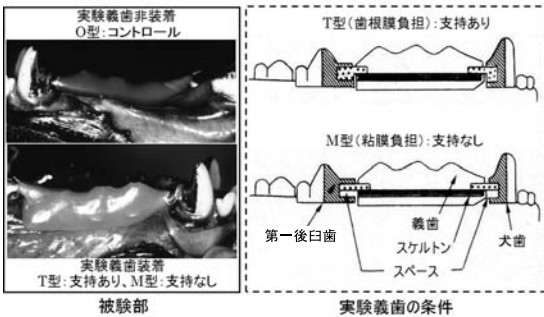 実験義歯非装着
O型:コントロール
実験義歯装着
T型:支持あり、M型:支持なし
被験部
T型(歯根膜負担):支持あり
M型(粘膜負担):支持なし
第一後臼歯
義歯
スケルトン
スペース
犬歯
実験義歯の条件